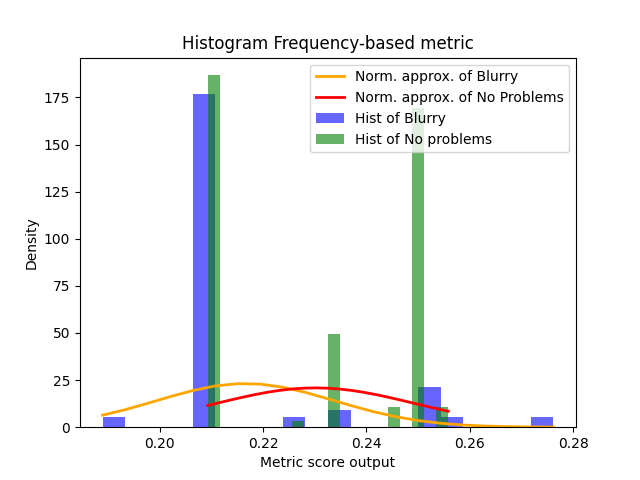 Histogram Frequency-based metric
Norm. approx. of Blurry
Norm. approx. of No Problems
Hist of Blurry
Hist of No problems
Density
175
150
125
100
75
50
25
0
0.20
0.22
0.24
0.26
0.28
Metric score output